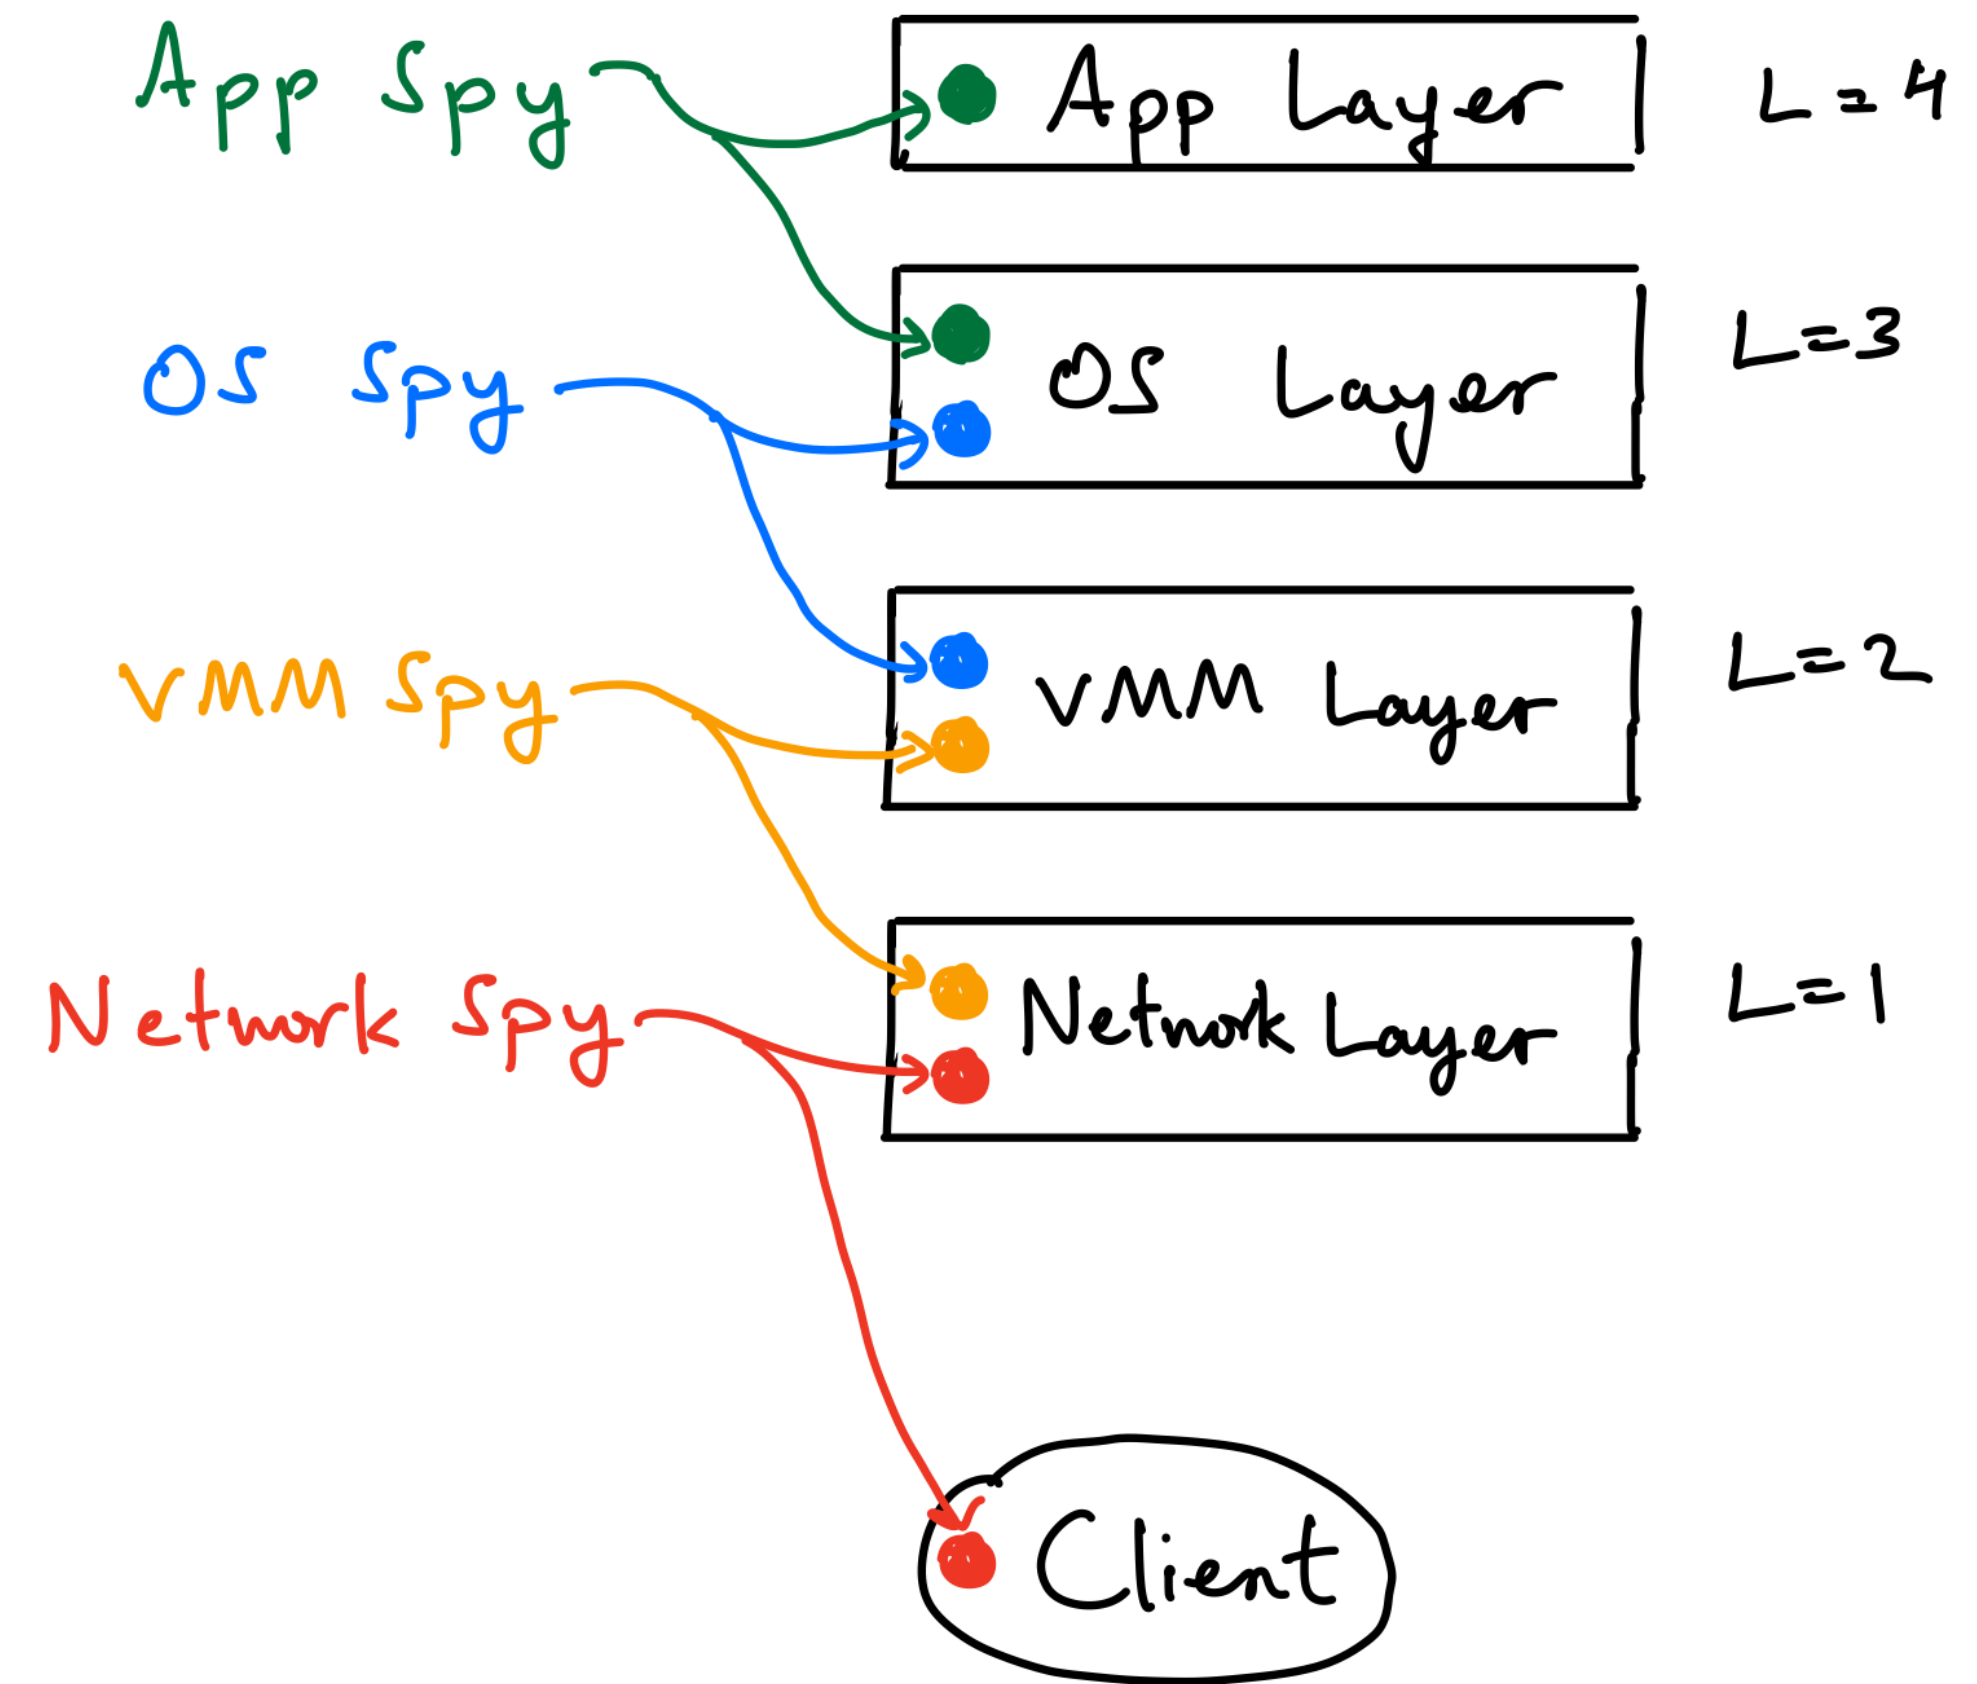 App Spy
App Layer
L = 4
OS Spy
OS Layer
L = 3
VMM Spy
VMM Layer
L = 2
Network Spy
Network Layer
L = 1
Client